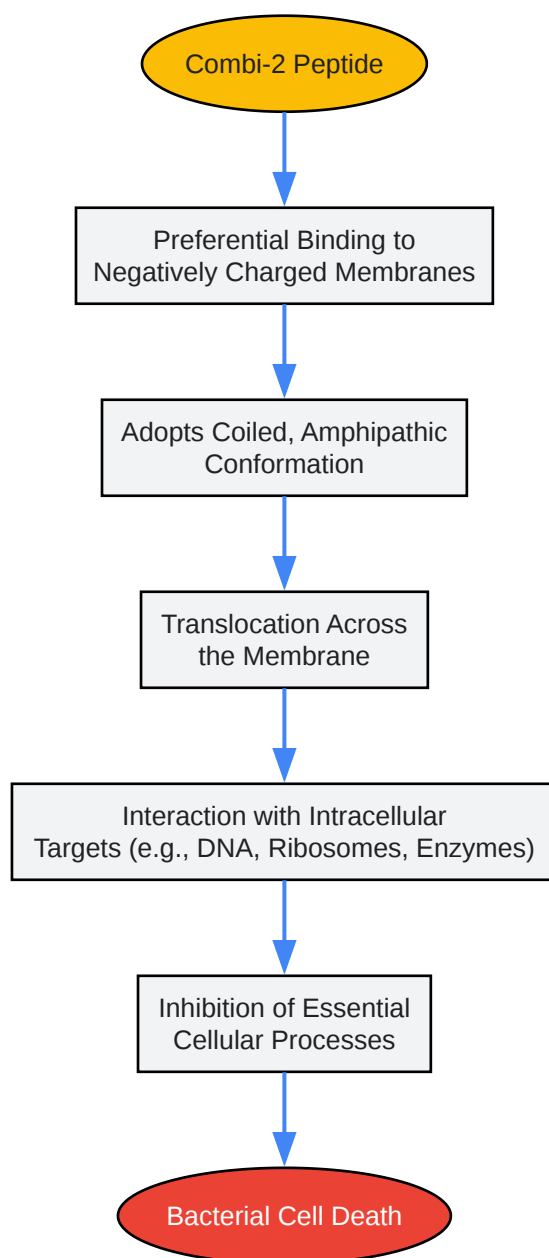 Combi-2 Peptide
Preferential Binding to
Negatively Charged Membranes
Adopts Coiled, Amphipathic
Conformation
Translocation Across
the Membrane
Interaction with Intracellular
Targets (e.g., DNA, Ribosomes, Enzymes)
Inhibition of Essential
Cellular Processes
Bacterial Cell Death